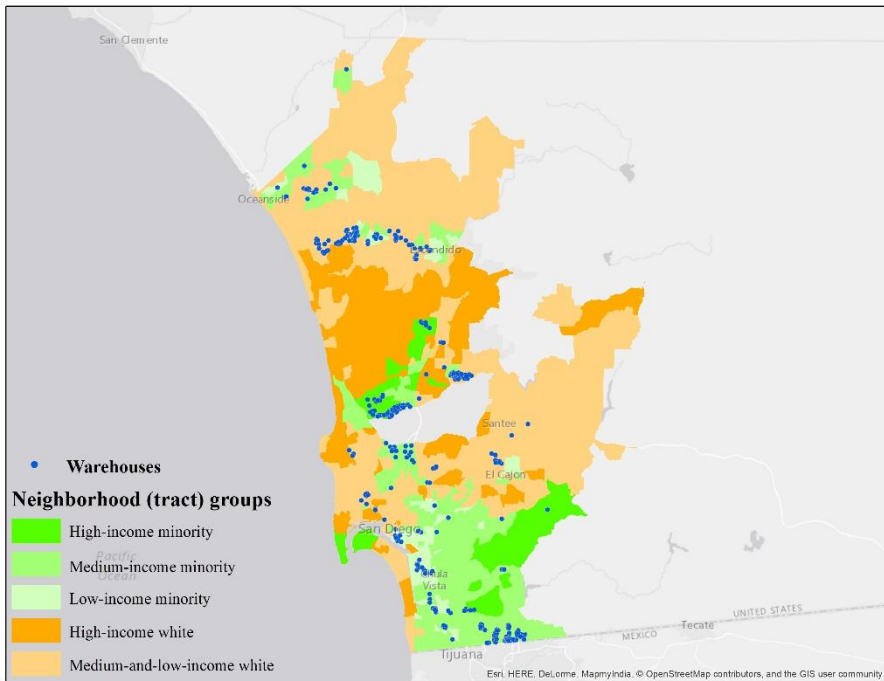 San Clemente
Oceanside
Escondido
Santee
El Cajon
San Diego
Chula
Vista
Tijuana
Tecate
UNITED STATES
MEXICO
Pacific
Ocean
Warehouses
Neighborhood (tract) groups
High-income minority
Medium-income minority
Low-income minority
High-income white
Medium-and-low-income white
Esri, HERE, DeLorme, MapmyIndia, © OpenStreetMap contributors, and the GIS user community